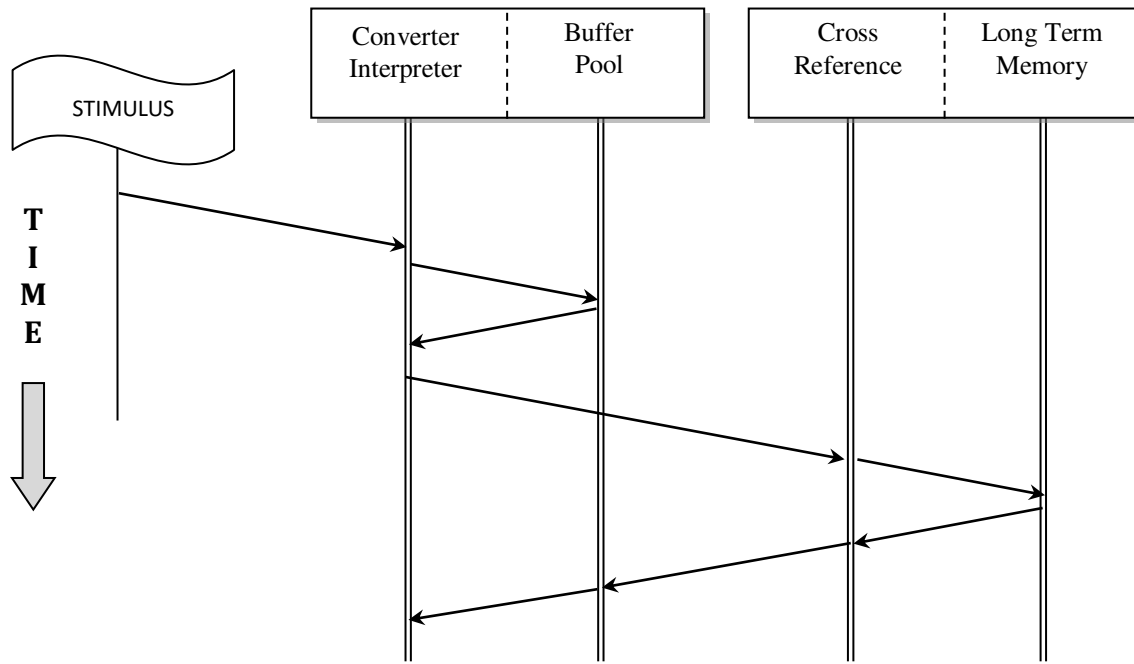 Converter
Interpreter
Buffer
Pool
Cross
Reference
Long Term
Memory
STIMULUS
T
I
M
E